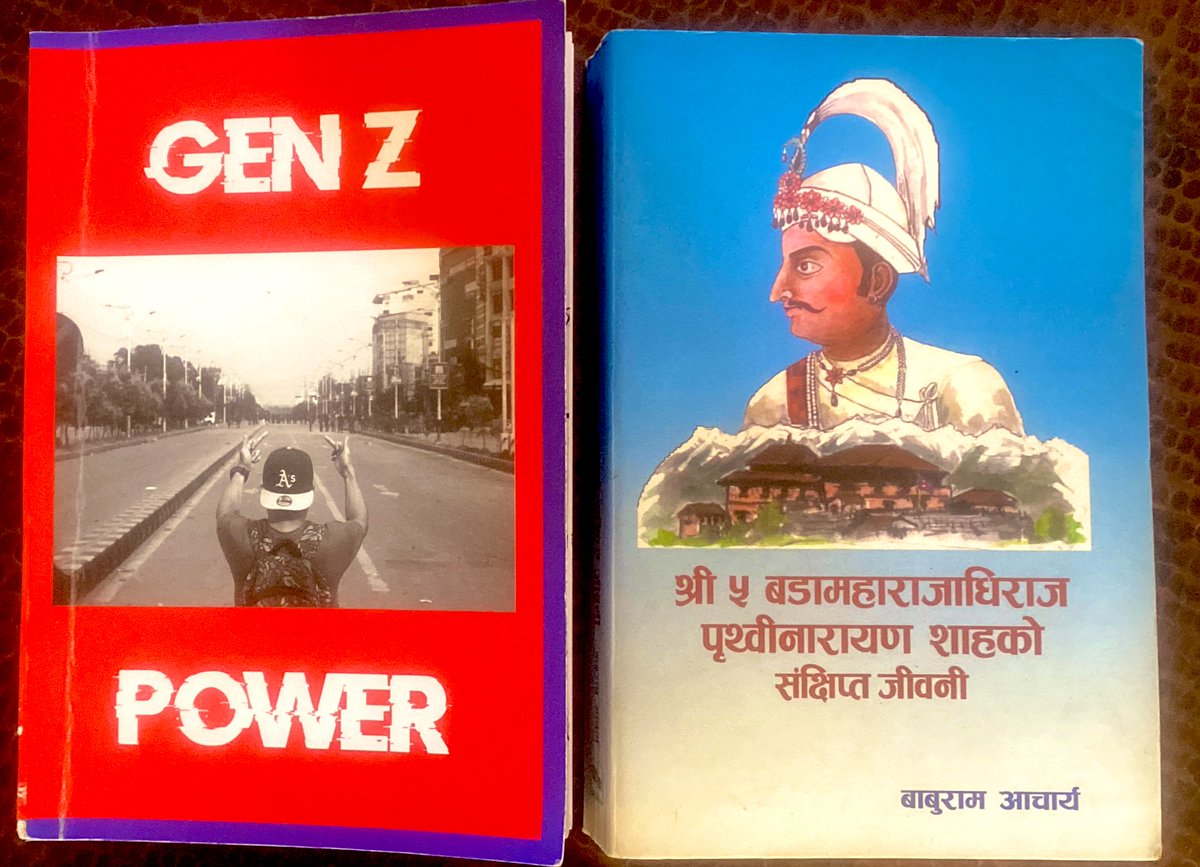 GEN Z
A's
POWER
श्री ५ बडामहाराजाधिराज
पृथ्वीनारायण शाहको
संक्षिप्त जीवनी
बाबुराम आचार्य